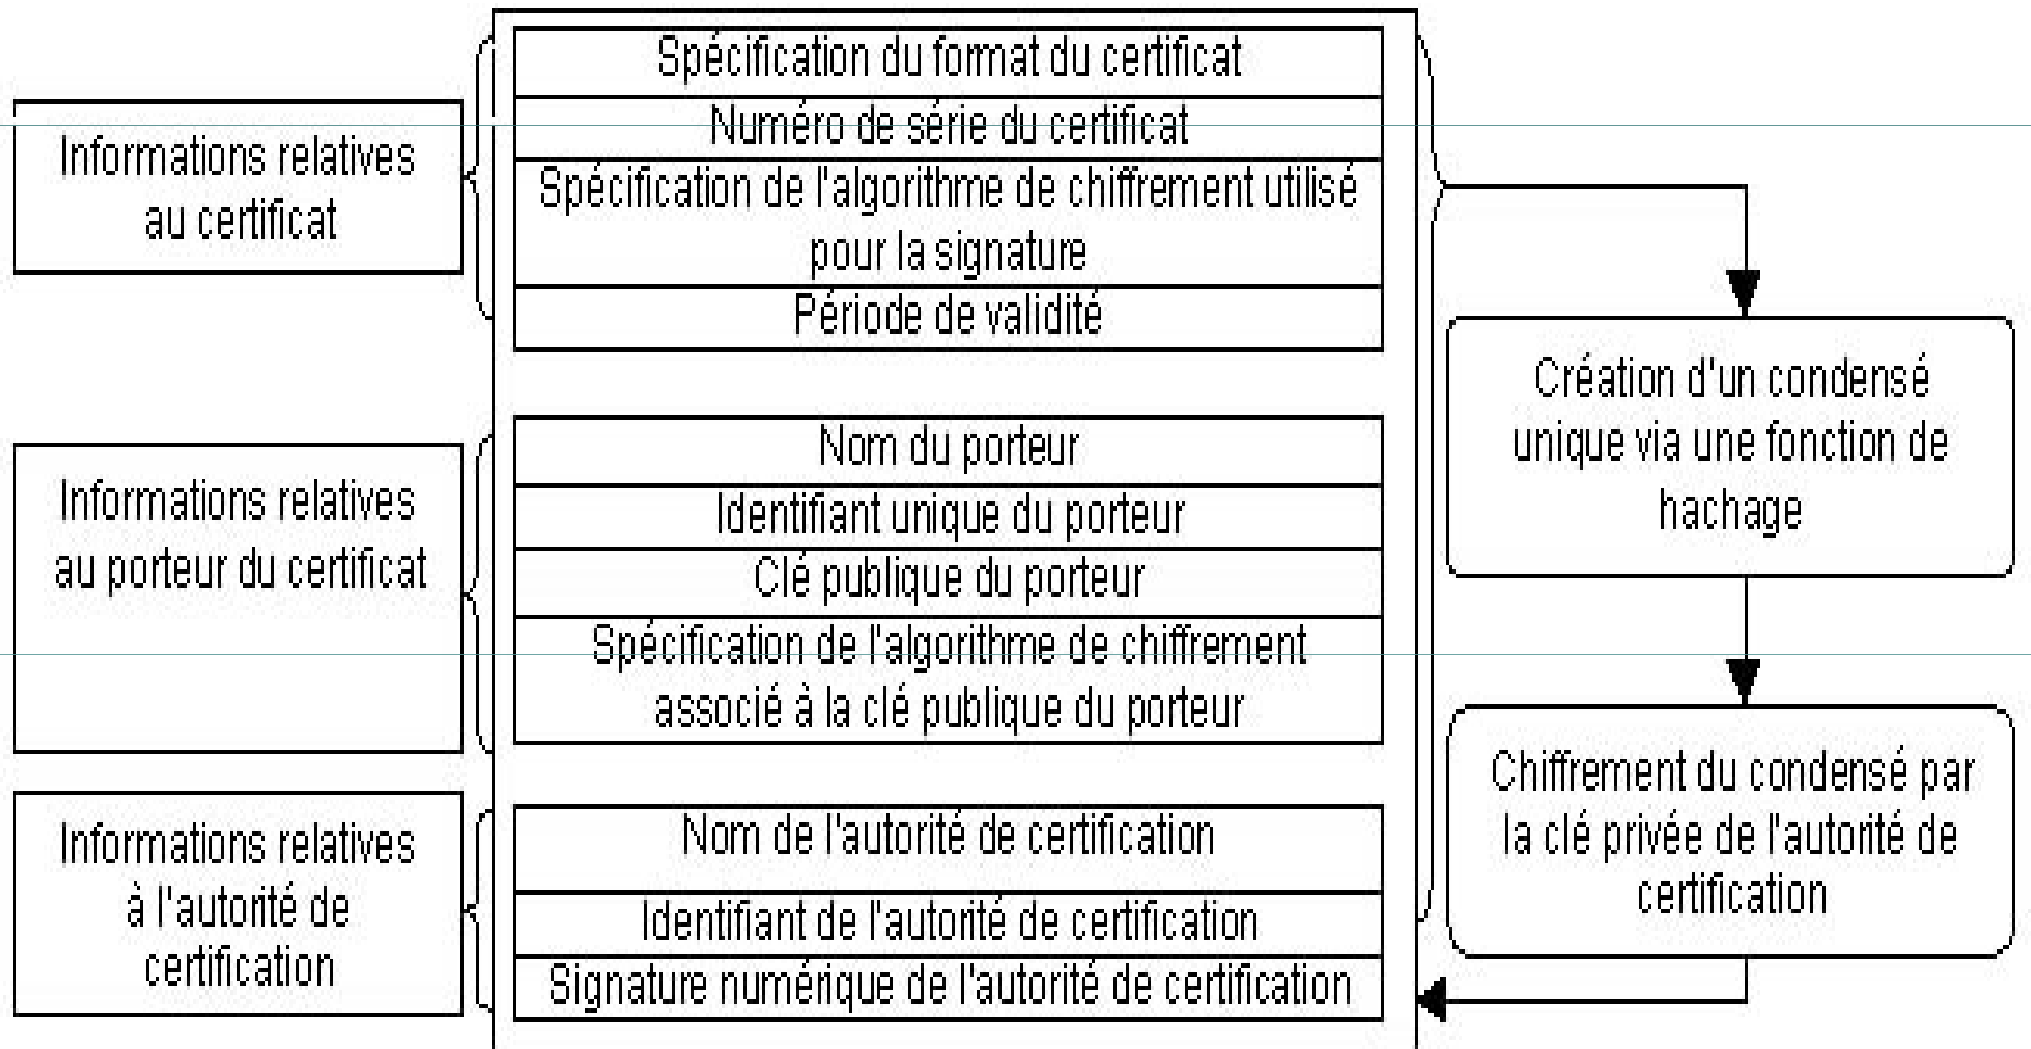 Informations relatives
au certificat
Spécification du format du certificat
Numéro de série du certificat
Spécification de l'algorithme de chiffrement utilisé
pour la signature
Période de validité
Informations relatives
au porteur du certificat
Nom du porteur
Identifiant unique du porteur
Clé publique du porteur
Spécification de l'algorithme de chiffrement
associé à la clé publique du porteur
Informations relatives
à l'autorité de
certification
Nom de l'autorité de certification
Identifiant de l'autorité de certification
Signature numérique de l'autorité de certification
Création d'un condensé
unique via une fonction de
hachage
Chiffrement du condensé par
la clé privée de l'autorité de
certification